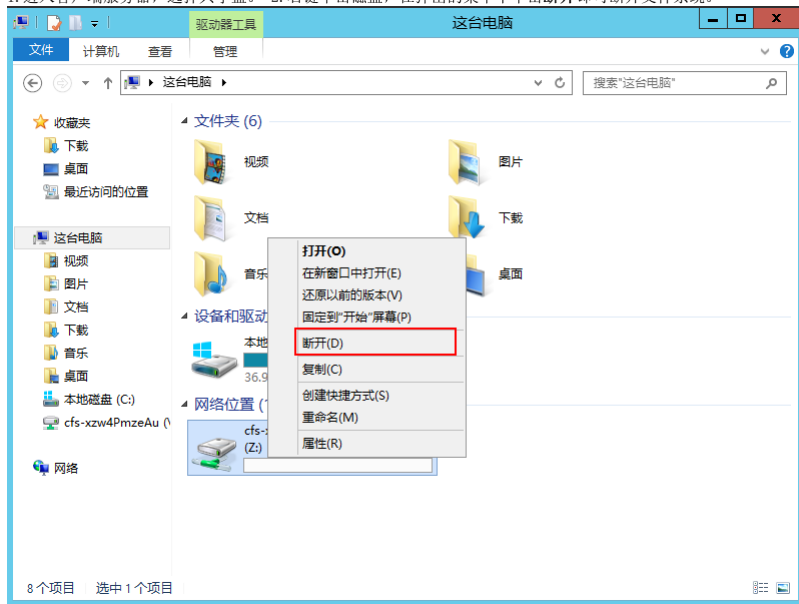 驱动器工具
这台电脑
文件
计算机
查看
管理
这台电脑
搜索"这台电脑"
收藏夹
下载
桌面
最近访问的位置
这台电脑
视频
图片
文档
下载
音乐
桌面
本地磁盘 (C:)
cfs-xzw4PmzeAu (\
网络
文件夹 (6)
视频
图片
文档
下载
音乐
桌面
设备和驱动
本地
36.9
网络位置 (
cfs-
(Z:)
打开(O)
在新窗口中打开(E)
还原以前的版本(V)
固定到"开始"屏幕(P)
断开(D)
复制(C)
创建快捷方式(S)
重命名(M)
属性(R)
8 个项目
选中 1 个项目